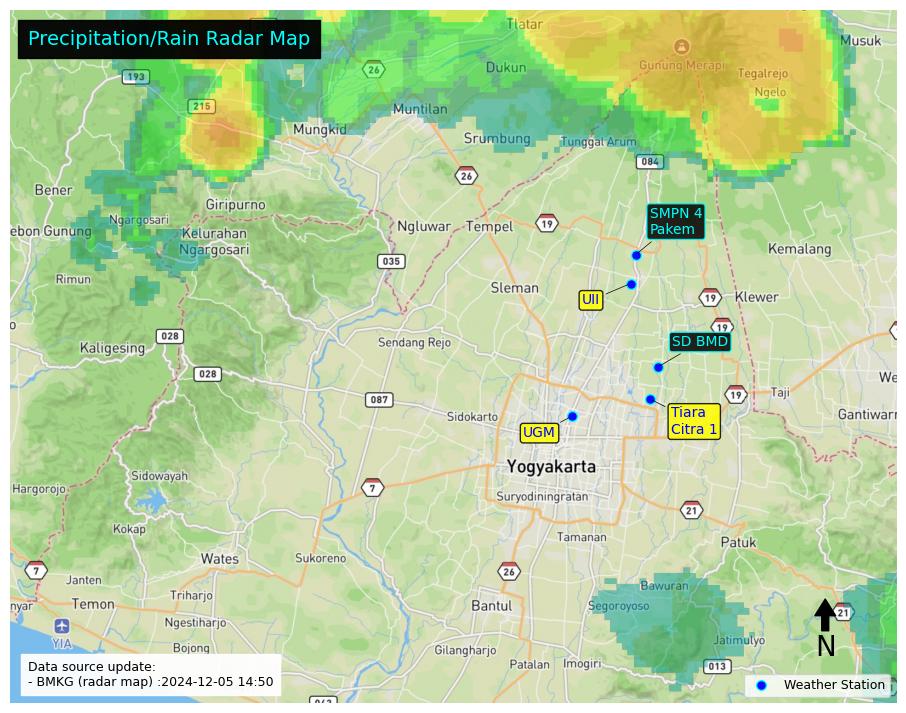 Precipitation/Rain Radar Map
Tlatar
Musuk
26
Dukun
Gunung Merapi
Tegalrejo
Ngelo
193
215
Muntilan
Mungkid
Srumbung
Tunggal Arum
084
26
Bener
Giripurno
Ngargosari
ebon Gunung
Kelurahan
Ngargosari
Ngluwar
Tempel
19
SMPN 4
Pakem
Kemalang
035
Rimun
Sleman
UII
19
Klewer
19
028
Kaligesing
Sendang Rejo
SD BMD
028
087
Sidokarto
19
Taji
We
Gantiwarn
UGM
Tiara
Citra 1
Yogyakarta
Sidowayah
Hargorojo
7
Suryodiningratan
21
Kokap
Tamanan
Patuk
Wates
Sukoreno
26
7
Janten
Bawuran
Triharjo
nyar
Temon
Bantul
Segoroyoso
21
Ngestiharjo
YIA
Jatimulyo
N
Bojong
Gilangharjo
Patalan
Imogiri
013
Data source update:
- BMKG (radar map) :2024-12-05 14:50
Weather Station